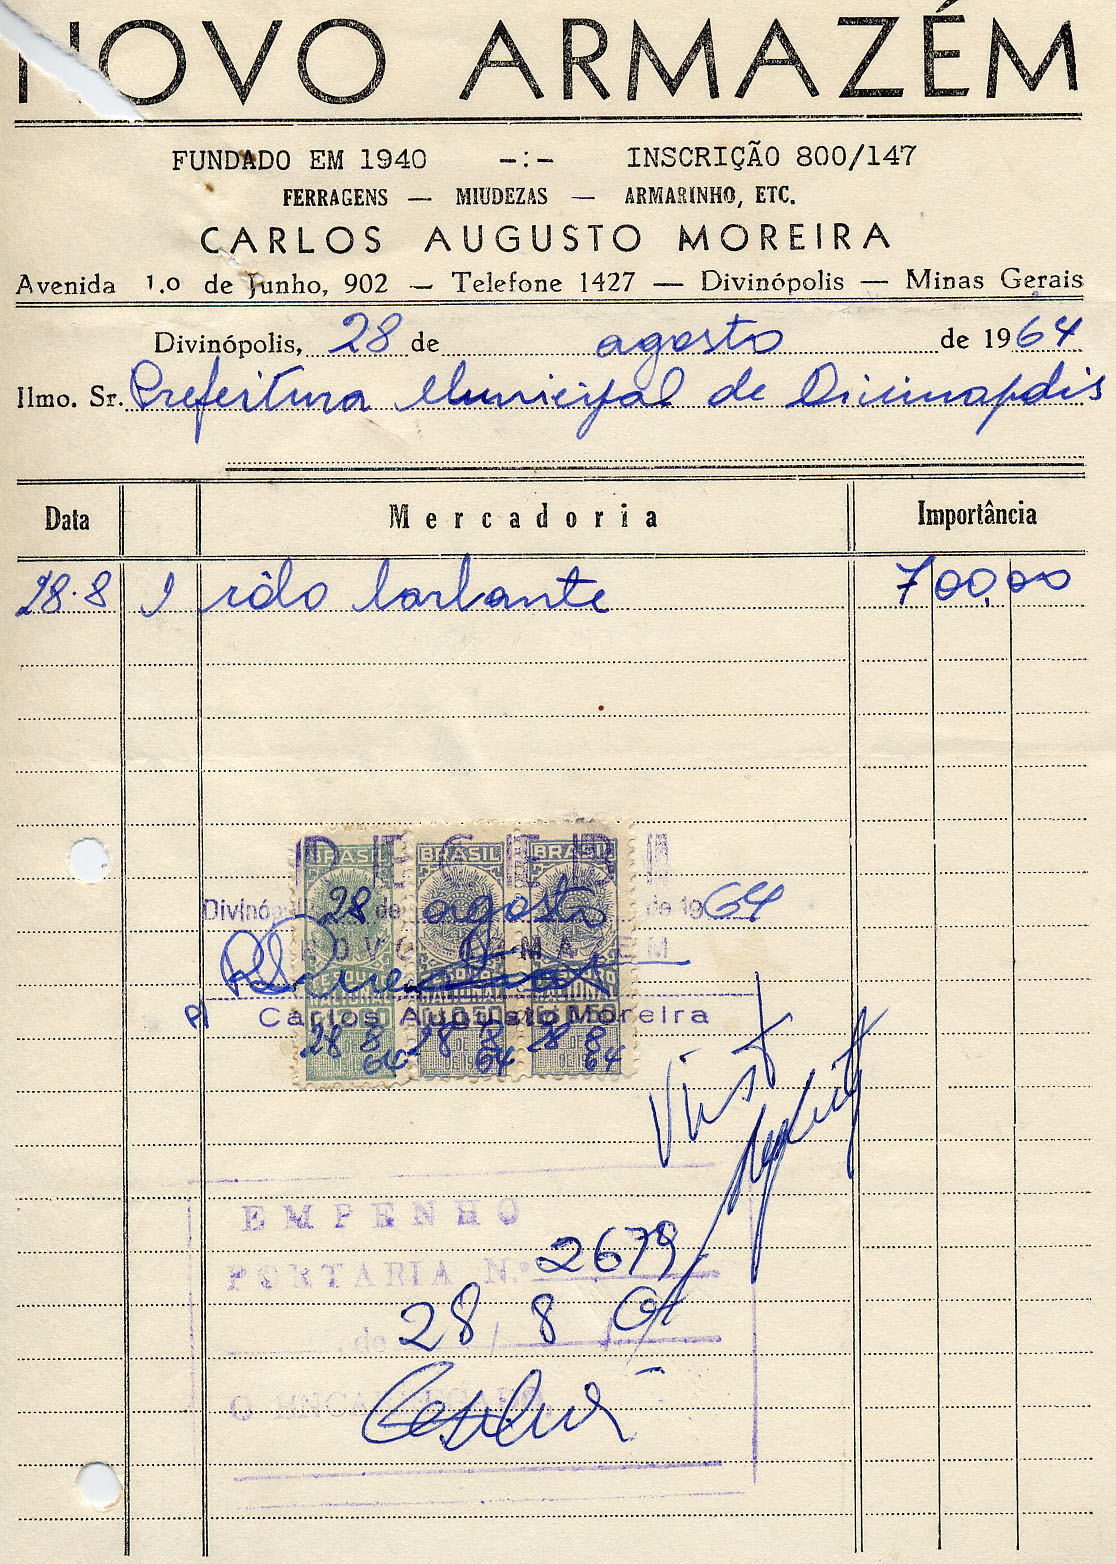 NOVO ARMAZÉM
FUNDADO EM 1940 -:- INSCRIÇÃO 800/147
FERRAGENS — MIUDEZAS — ARMARINHO, ETC.
CARLOS AUGUSTO MOREIRA
Avenida 1.o de Junho, 902 — Telefone 1427 — Divinópolis — Minas Gerais
Divinópolis, 28 de agosto de 1964
Ilmo. Sr. Prefeitura Municipal de Divinopolis
Data Mercadoria Importância
28.8 1 rôlo barbante 700,00
RECEBI
BRASIL BRASIL BRASIL
Divinópolis 28 de agosto de 1964
NOVO ARMAZEM
Carlos Augusto Moreira
28 8 64 28 8 64 28 8 64
Visto
EMPENHO
PORTARIA N.º 2679
28 / 8 / 64
O ENCARREGADO,